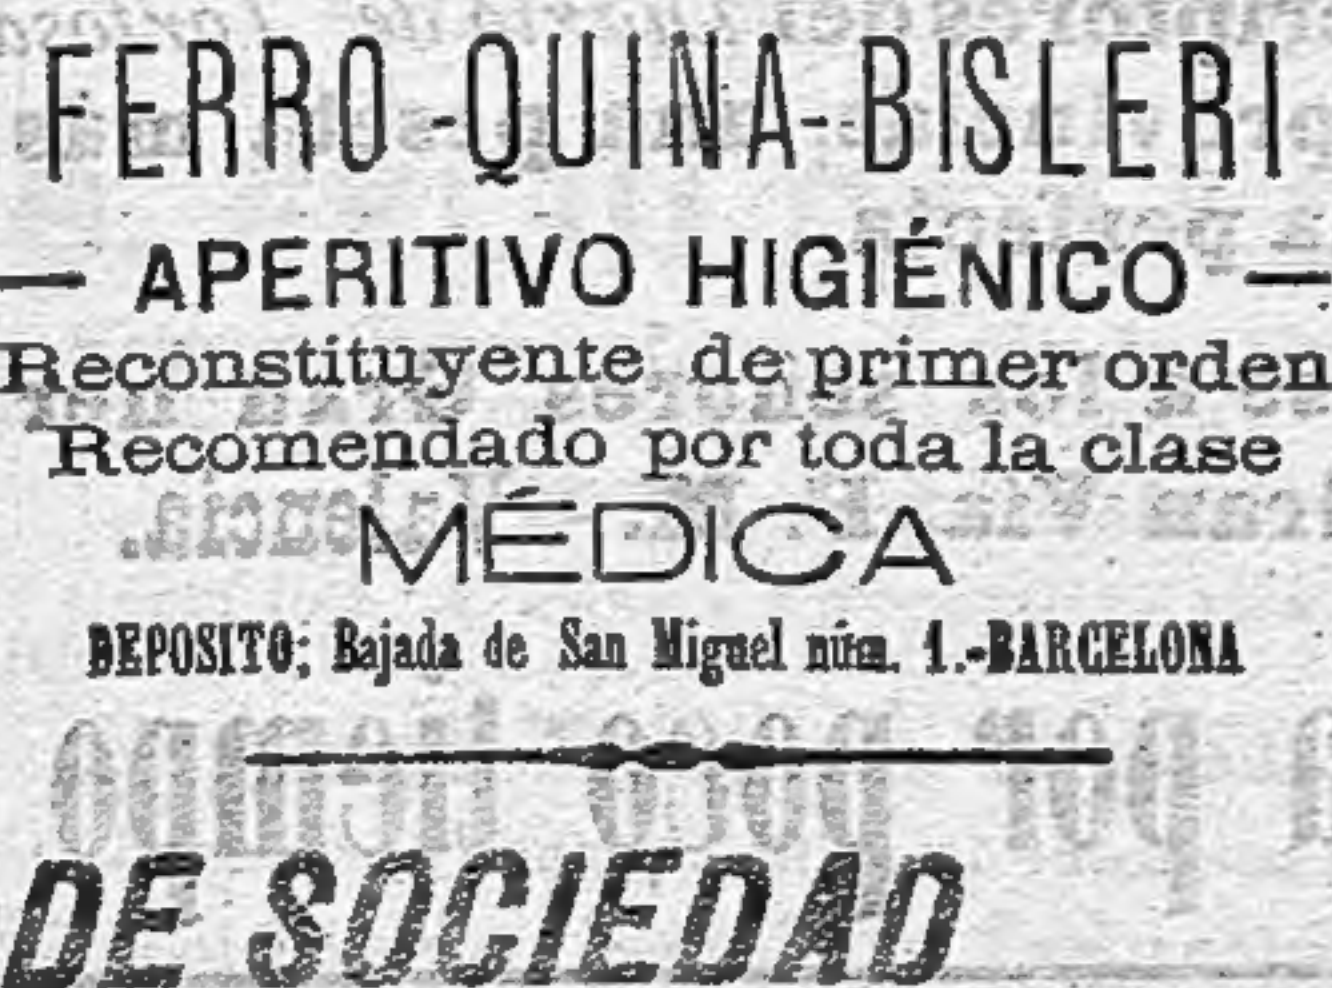 FERRO-QUINA-BISLERI
— APERITIVO HIGIÉNICO —
Reconstituyente de primer orden
Recomendado por toda la clase
MÉDICA
DEPOSITO; Bajada de San Miguel núm. 1.-BARCELONA
DE SOCIEDAD